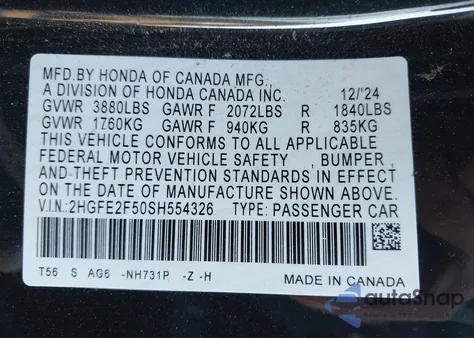 MFD.BY HONDA OF CANADA MFG.
A DIVISION OF HONDA CANADA INC. 12/'24
GVWR 3880LBS GAWR F 2072LBS R 1840LBS
GVWR 1760KG GAWR F 940KG R 835KG
THIS VEHICLE CONFORMS TO ALL APPLICABLE
FEDERAL MOTOR VEHICLE SAFETY , BUMPER ,
AND THEFT PREVENTION STANDARDS IN EFFECT
ON THE DATE OF MANUFACTURE SHOWN ABOVE.
V.I.N.:2HGFE2F50SH554326 TYPE: PASSENGER CAR
T56 S AG6 -NH731P -Z -H
MADE IN CANADA
autoSnap